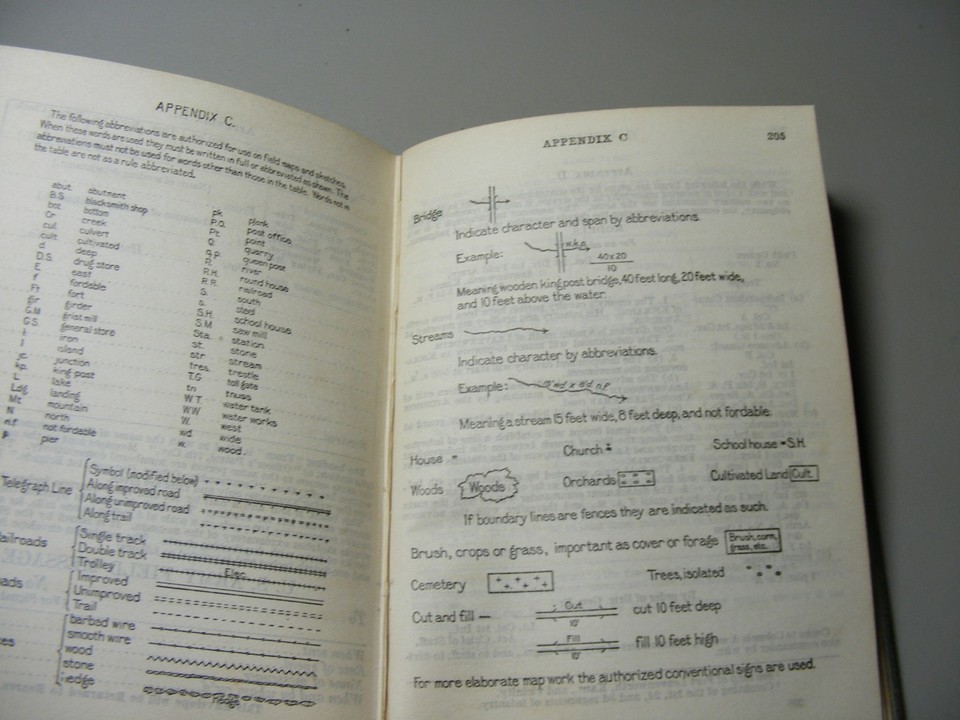 APPENDIX C.
The following abbreviations are authorized for use on field maps and sketches.
When these words are used they must be written in full or abbreviated as shown. The
abbreviations must not be used for words other than those in the table. Words not in
the table are not as a rule abbreviated.
abut. abutment
B.S. blacksmith shop
bot. bottom
Cr. creek
cul. culvert
cult. cultivated
d. deep
D.S. drug store
E. east
f. fordable
Ft. fort
gir. girder
G.M. grist mill
G.S. general store
i. iron
I. island
jc. junction
kp. king post
L. lake
Ldg. landing
Mt. mountain
N. north
n.f. not fordable
p. pier
pk. plank
P.O. post office
Pt. point
Q. quarry
q.p. queen post
R. river
R.H. round house
R.R. railroad
S. south
s. steel
S.H. school house
S.M. saw mill
Sta. station
st. stone
str. stream
tres. trestle
T.G. toll gate
tr. truss
W.T. water tank
W.W. water works
W. west
wd. wide
w. wood
Telegraph Line
Symbol (modified below)
Along improved road
Along unimproved road
Along trail
ailroads
Single track
Double track
Trolley Elec.
oads
Improved
Unimproved
Trail
es
barbed wire
smooth wire
wood
stone
hedge
Hedge
APPENDIX C 205
Bridge
Indicate character and span by abbreviations.
Example: w.k.p.
40x20
10
Meaning wooden king post bridge, 40 feet long, 20 feet wide,
and 10 feet above the water.
Streams
Indicate character by abbreviations.
Example: 15 wd x 8 d n.f.
Meaning a stream 15 feet wide, 8 feet deep, and not fordable.
House Church School house S.H.
Woods Woods Orchards Cultivated Land Cult.
If boundary lines are fences they are indicated as such.
Brush, crops or grass, important as cover or forage Brush, corn,
grass, etc.
Cemetery Trees, isolated
Cut and fill — Cut 10' cut 10 feet deep
Fill 10' fill 10 feet high
For more elaborate map work the authorized conventional signs are used.